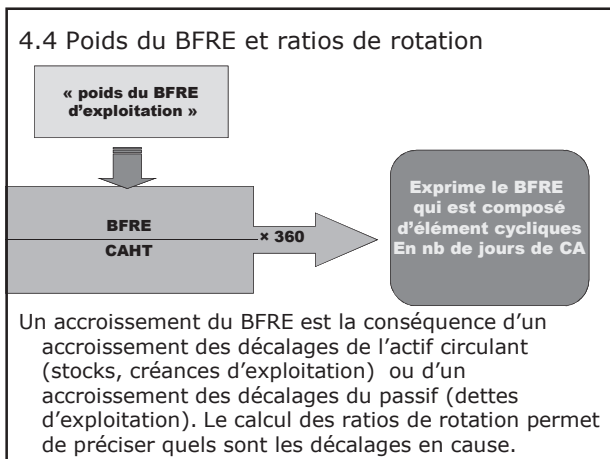 4.4 Poids du BFRE et ratios de rotation
« poids du BFRE
d’exploitation »
BFRE
CAHT
× 360
Exprime le BFRE
qui est composé
d’élément cycliques
En nb de jours de CA
Un accroissement du BFRE est la conséquence d’un
accroissement des décalages de l’actif circulant
(stocks, créances d’exploitation) ou d’un
accroissement des décalages du passif (dettes
d’exploitation). Le calcul des ratios de rotation permet
de préciser quels sont les décalages en cause.